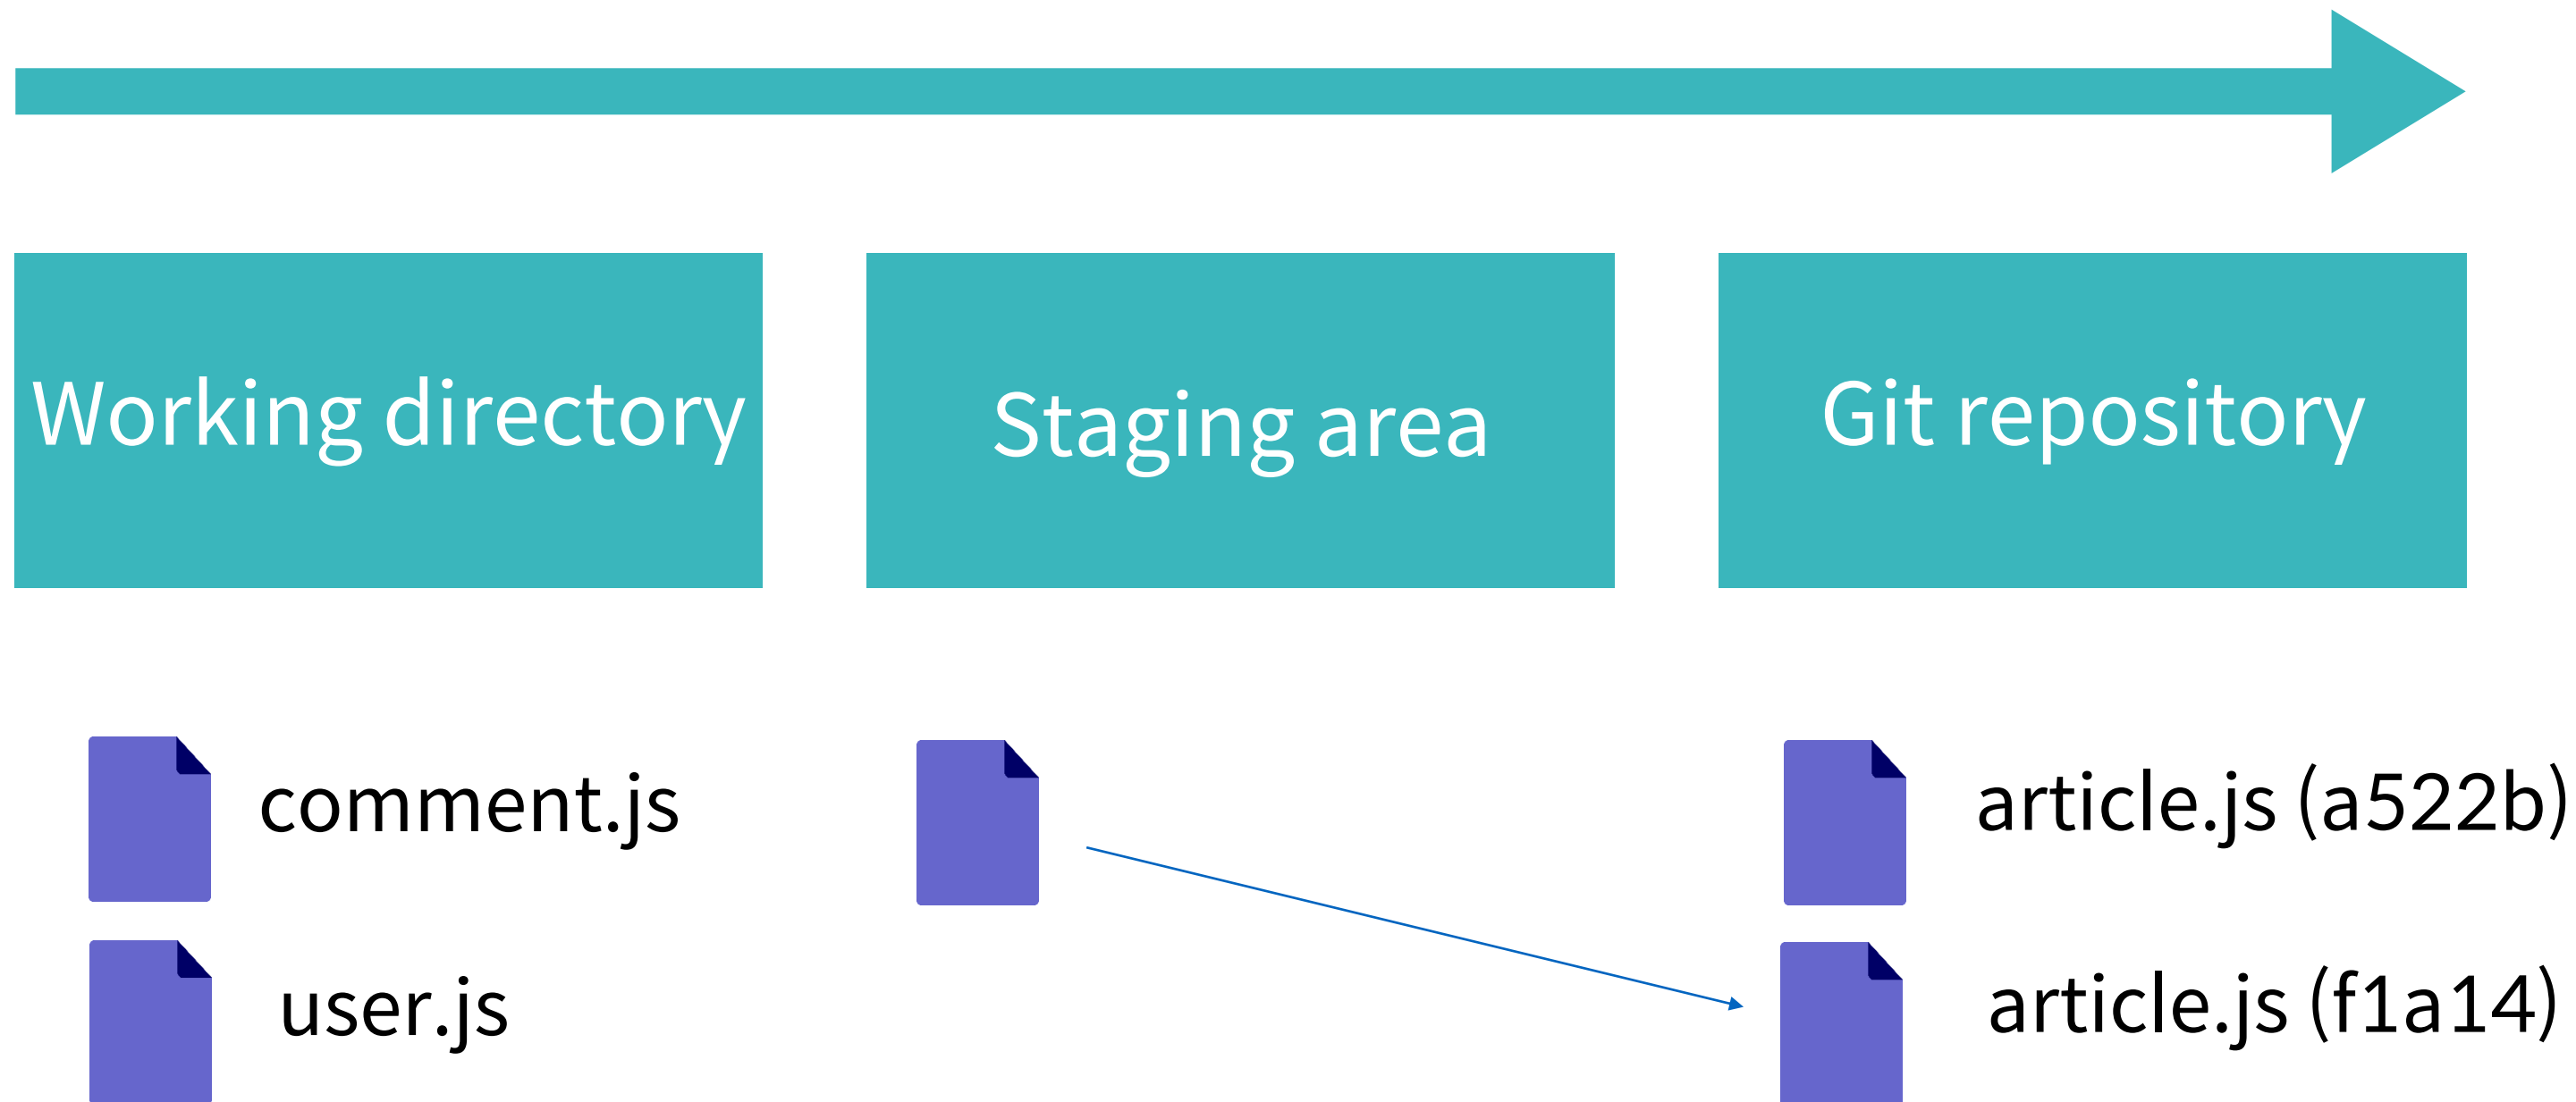 Working directory
Staging area
Git repository
comment.js
article.js (a522b)
user.js
article.js (f1a14)